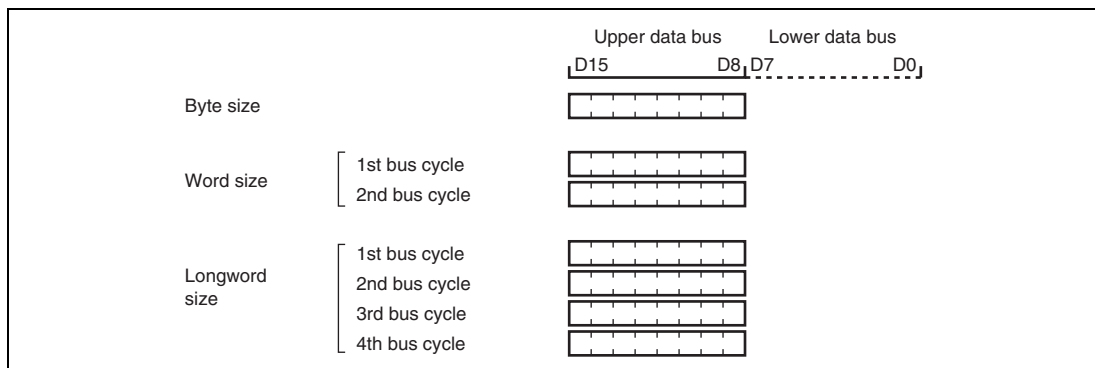 Upper data bus Lower data bus
D15 D8 D7 D0
Byte size
Word size
1st bus cycle
2nd bus cycle
Longword
size
1st bus cycle
2nd bus cycle
3rd bus cycle
4th bus cycle